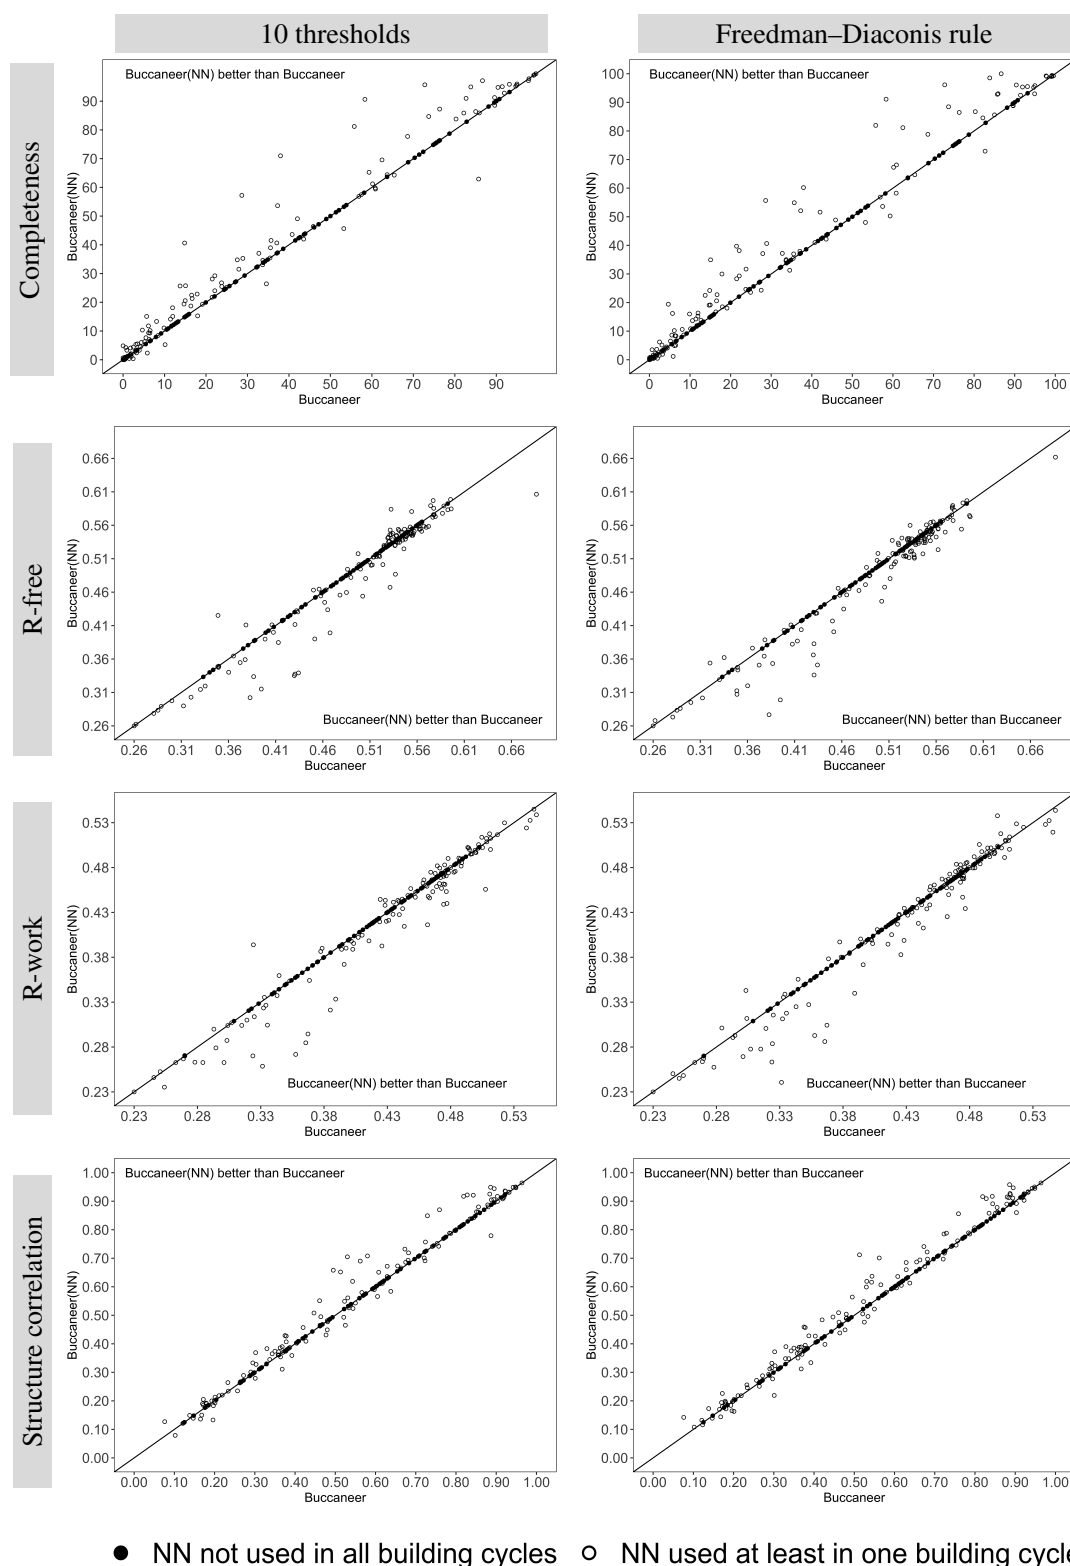 10 thresholds
Freedman–Diaconis rule
Completeness
Buccaneer(NN) better than Buccaneer
Buccaneer(NN)
90
80
70
60
50
40
30
20
10
0
0 10 20 30 40 50 60 70 80 90
Buccaneer
Buccaneer(NN) better than Buccaneer
Buccaneer(NN)
100
90
80
70
60
50
40
30
20
10
0
0 10 20 30 40 50 60 70 80 90 100
Buccaneer
R-free
Buccaneer(NN)
0.66
0.61
0.56
0.51
0.46
0.41
0.36
0.31
0.26
Buccaneer(NN) better than Buccaneer
0.26 0.31 0.36 0.41 0.46 0.51 0.56 0.61 0.66
Buccaneer
Buccaneer(NN)
0.66
0.61
0.56
0.51
0.46
0.41
0.36
0.31
0.26
Buccaneer(NN) better than Buccaneer
0.26 0.31 0.36 0.41 0.46 0.51 0.56 0.61 0.66
Buccaneer
R-work
Buccaneer(NN)
0.53
0.48
0.43
0.38
0.33
0.28
0.23
Buccaneer(NN) better than Buccaneer
0.23 0.28 0.33 0.38 0.43 0.48 0.53
Buccaneer
Buccaneer(NN)
0.53
0.48
0.43
0.38
0.33
0.28
0.23
Buccaneer(NN) better than Buccaneer
0.23 0.28 0.33 0.38 0.43 0.48 0.53
Buccaneer
Structure correlation
Buccaneer(NN) better than Buccaneer
Buccaneer(NN)
1.00
0.90
0.80
0.70
0.60
0.50
0.40
0.30
0.20
0.10
0.00
0.00 0.10 0.20 0.30 0.40 0.50 0.60 0.70 0.80 0.90 1.00
Buccaneer
Buccaneer(NN) better than Buccaneer
Buccaneer(NN)
1.00
0.90
0.80
0.70
0.60
0.50
0.40
0.30
0.20
0.10
0.00
0.00 0.10 0.20 0.30 0.40 0.50 0.60 0.70 0.80 0.90 1.00
Buccaneer
NN not used in all building cycles
NN used at least in one building cycle